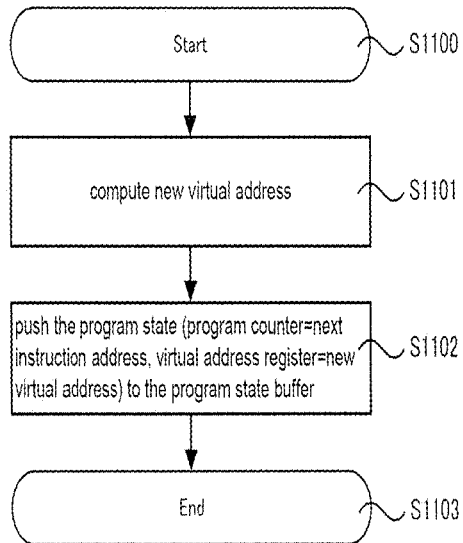 Start
S1100
compute new virtual address
S1101
push the program state (program counter=next
instruction address, virtual address register=new
virtual address) to the program state buffer
S1102
End
S1103